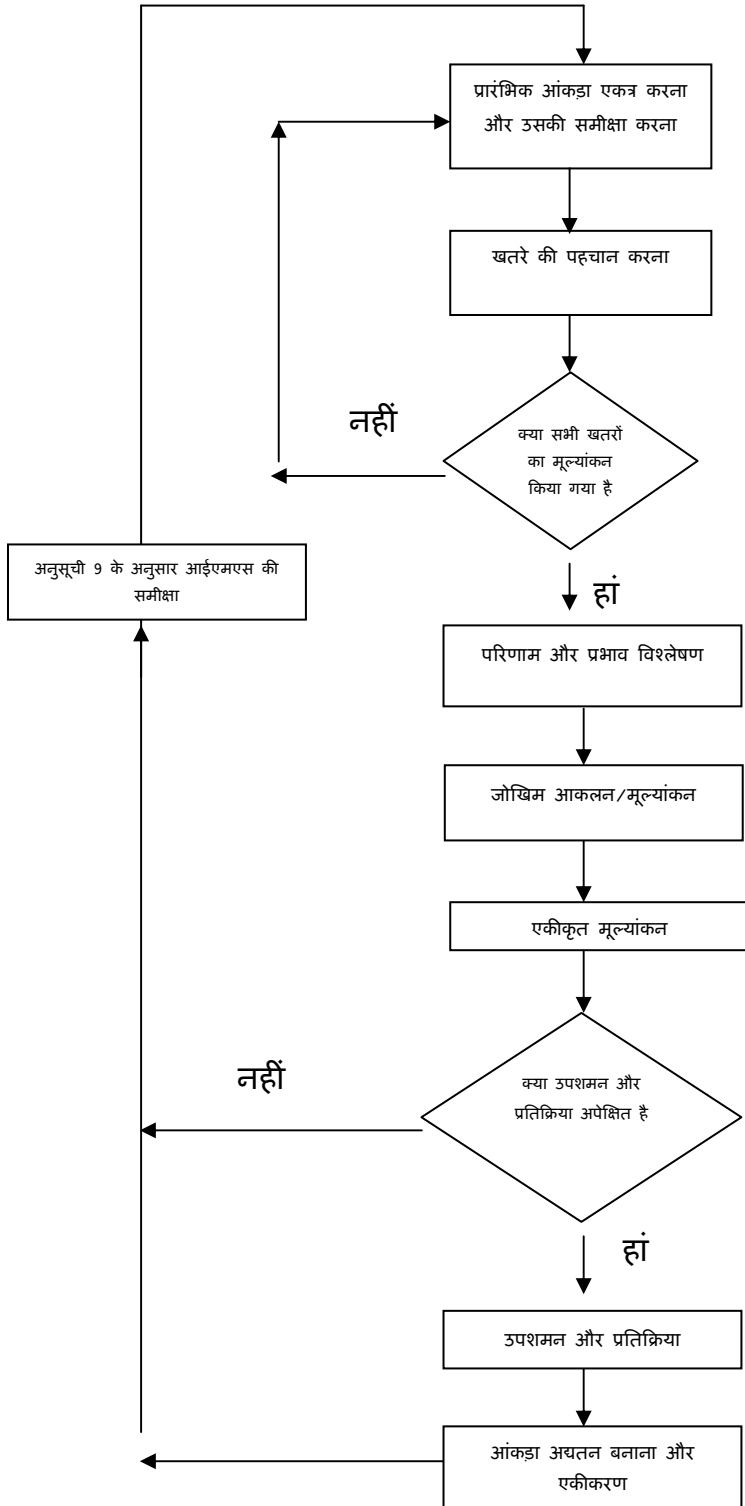 प्रारंभिक आंकड़ा एकत्र करना
और उसकी समीक्षा करना
खतरे की पहचान करना
नहीं
क्या सभी खतरों
का मूल्यांकन
किया गया है
अनुसूची 9 के अनुसार आईएमएस की
समीक्षा
हां
परिणाम और प्रभाव विश्लेषण
जोखिम आकलन/मूल्यांकन
एकीकृत मूल्यांकन
नहीं
क्या उपशमन और
प्रतिक्रिया अपेक्षित है
हां
उपशमन और प्रतिक्रिया
आंकड़ा अद्यतन बनाना और
एकीकरण